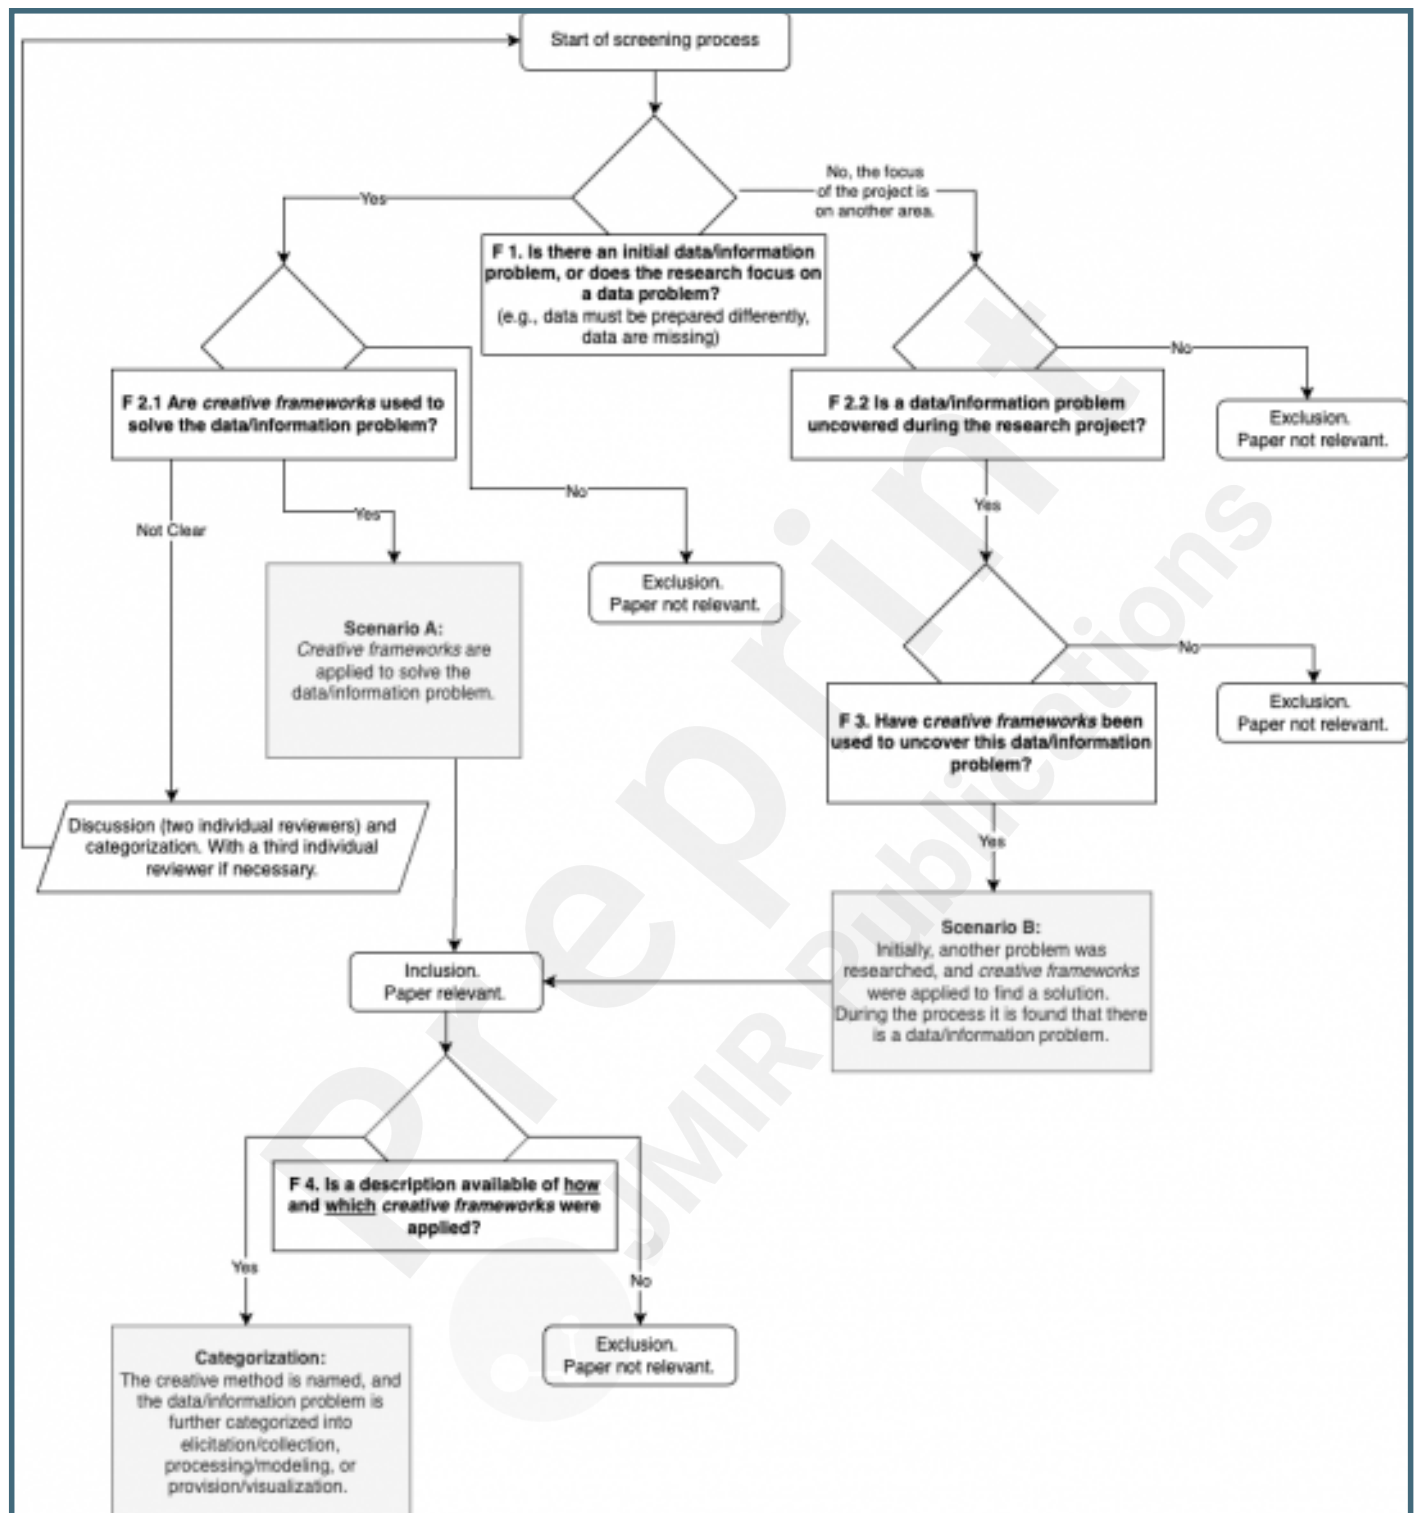 Start of screening process
Yes
No, the focus
of the project is
on another area.
F 1. Is there an initial data/information
problem, or does the research focus on
a data problem?
(e.g., data must be prepared differently,
data are missing)
F 2.1 Are creative frameworks used to
solve the data/information problem?
F 2.2 Is a data/information problem
uncovered during the research project?
No
Exclusion.
Paper not relevant.
Not Clear
Yes
No
Yes
Scenario A:
Creative frameworks are
applied to solve the
data/information problem.
Exclusion.
Paper not relevant.
No
Exclusion.
Paper not relevant.
F 3. Have creative frameworks been
used to uncover this data/information
problem?
Discussion (two individual reviewers) and
categorization. With a third individual
reviewer if necessary.
Yes
Scenario B:
Initially, another problem was
researched, and creative frameworks
were applied to find a solution.
During the process it is found that there
is a data/information problem.
Inclusion.
Paper relevant.
F 4. Is a description available of how
and which creative frameworks were
applied?
Yes
No
Categorization:
The creative method is named, and
the data/information problem is
further categorized into
elicitation/collection,
processing/modeling, or
provision/visualization.
Exclusion.
Paper not relevant.
Preprint
JMIR Publications